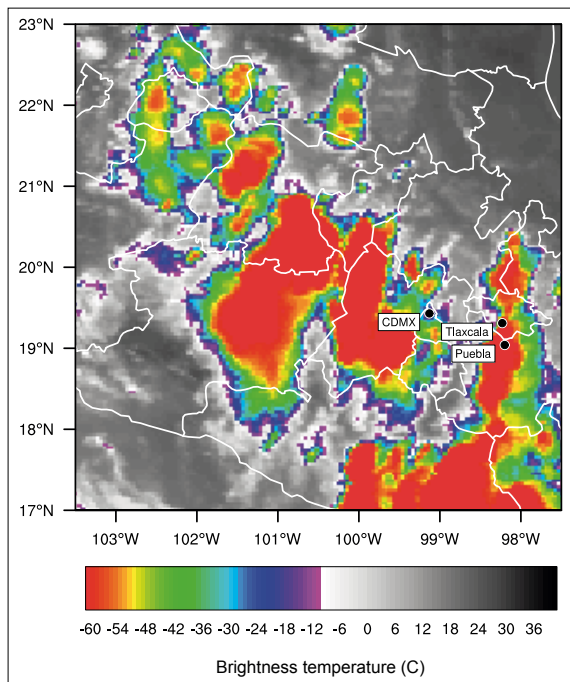 23°N
22°N
21°N
20°N
CDMX
Tlaxcala
19°N
Puebla
18°N
17°N
103°W 102°W 101°W 100°W 99°W 98°W
-60 -54 -48 -42 -36 -30 -24 -18 -12 -6 0 6 12 18 24 30 36
Brightness temperature (C)